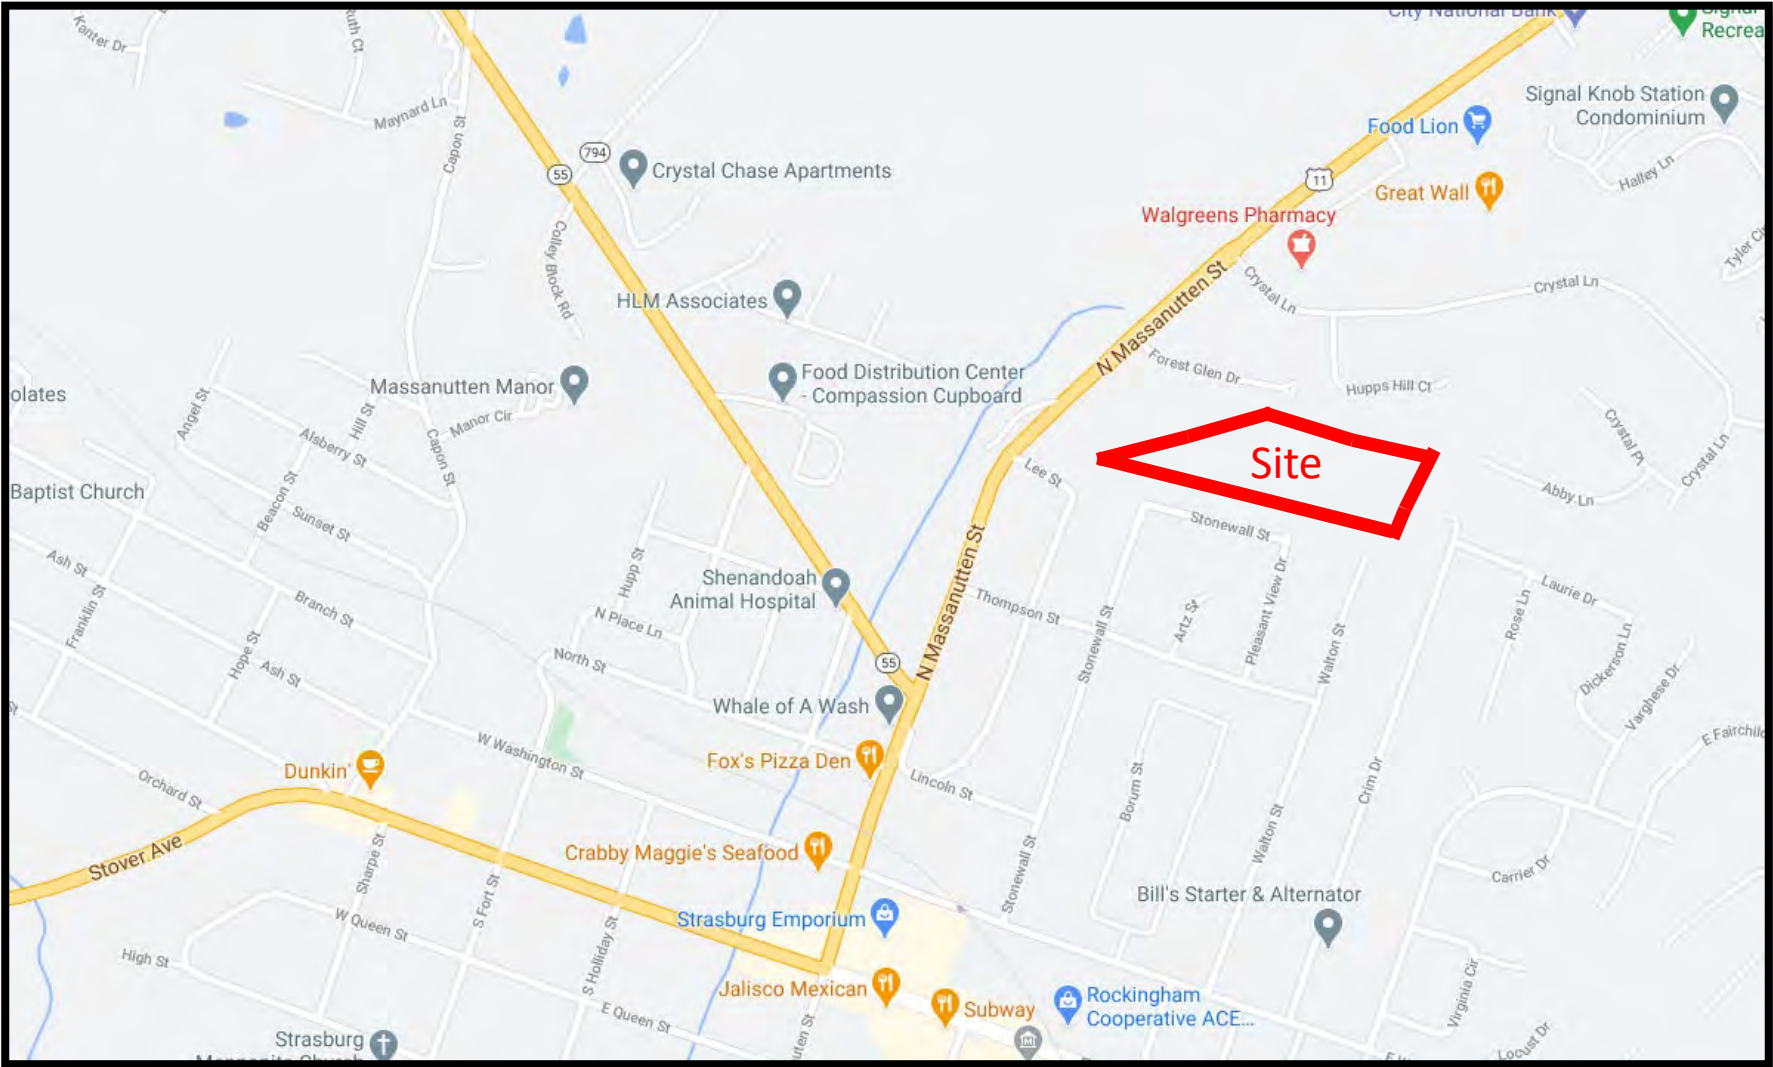 City National Bank
Signal
Recrea
Kanter Dr
Ruth Ct
Maynard Ln
Capon St
Signal Knob Station
Condominium
Food Lion
794
55
Crystal Chase Apartments
11
Halley Ln
Great Wall
Walgreens Pharmacy
Tyler Cir
Colley Block Rd
HLM Associates
Crystal Ln
Crystal Ln
N Massanutten St
Forest Glen Dr
Hupps Hill Ct
Food Distribution Center
- Compassion Cupboard
Massanutten Manor
olates
Manor Cir
Angel St
Hill St
Alsberry St
Capon St
Crystal Pl
Crystal Ln
Site
Lee St
Abby Ln
Baptist Church
Beacon St
Sunset St
Stonewall St
N Massanutten St
Hupp St
Shenandoah
Animal Hospital
Ash St
Franklin St
Branch St
N Place Ln
Thompson St
Stonewall St
Artz St
Pleasant View Dr
Walton St
Rose Ln
Laurie Dr
Dickerson Ln
Varghese Dr
Hope St
Ash St
North St
55
Whale of A Wash
St
W Washington St
Fox's Pizza Den
Lincoln St
E Fairchild
Dunkin'
Orchard St
Borum St
Crim Dr
Walton St
Stover Ave
Sharpe St
Crabby Maggie's Seafood
Stonewall St
Carrier Dr
Bill's Starter & Alternator
S Fort St
W Queen St
Strasburg Emporium
High St
S Holliday St
Jalisco Mexican
Subway
Rockingham
Cooperative ACE...
Virginia Cir
E Queen St
uten St
Strasburg
Mennonite Church
Locust Dr